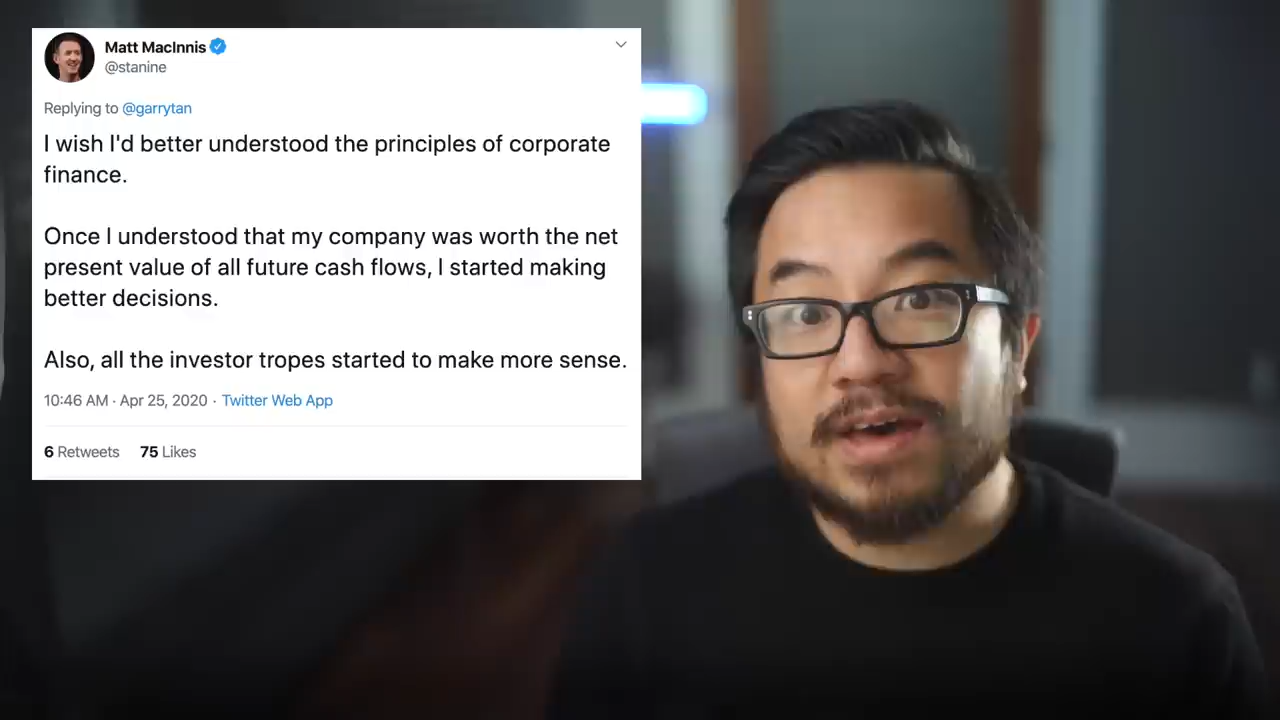 Matt MacInnis
@stanine
Replying to @garrytan
I wish I'd better understood the principles of corporate
finance.
Once I understood that my company was worth the net
present value of all future cash flows, I started making
better decisions.
Also, all the investor tropes started to make more sense.
10:46 AM · Apr 25, 2020 · Twitter Web App
6 Retweets 75 Likes